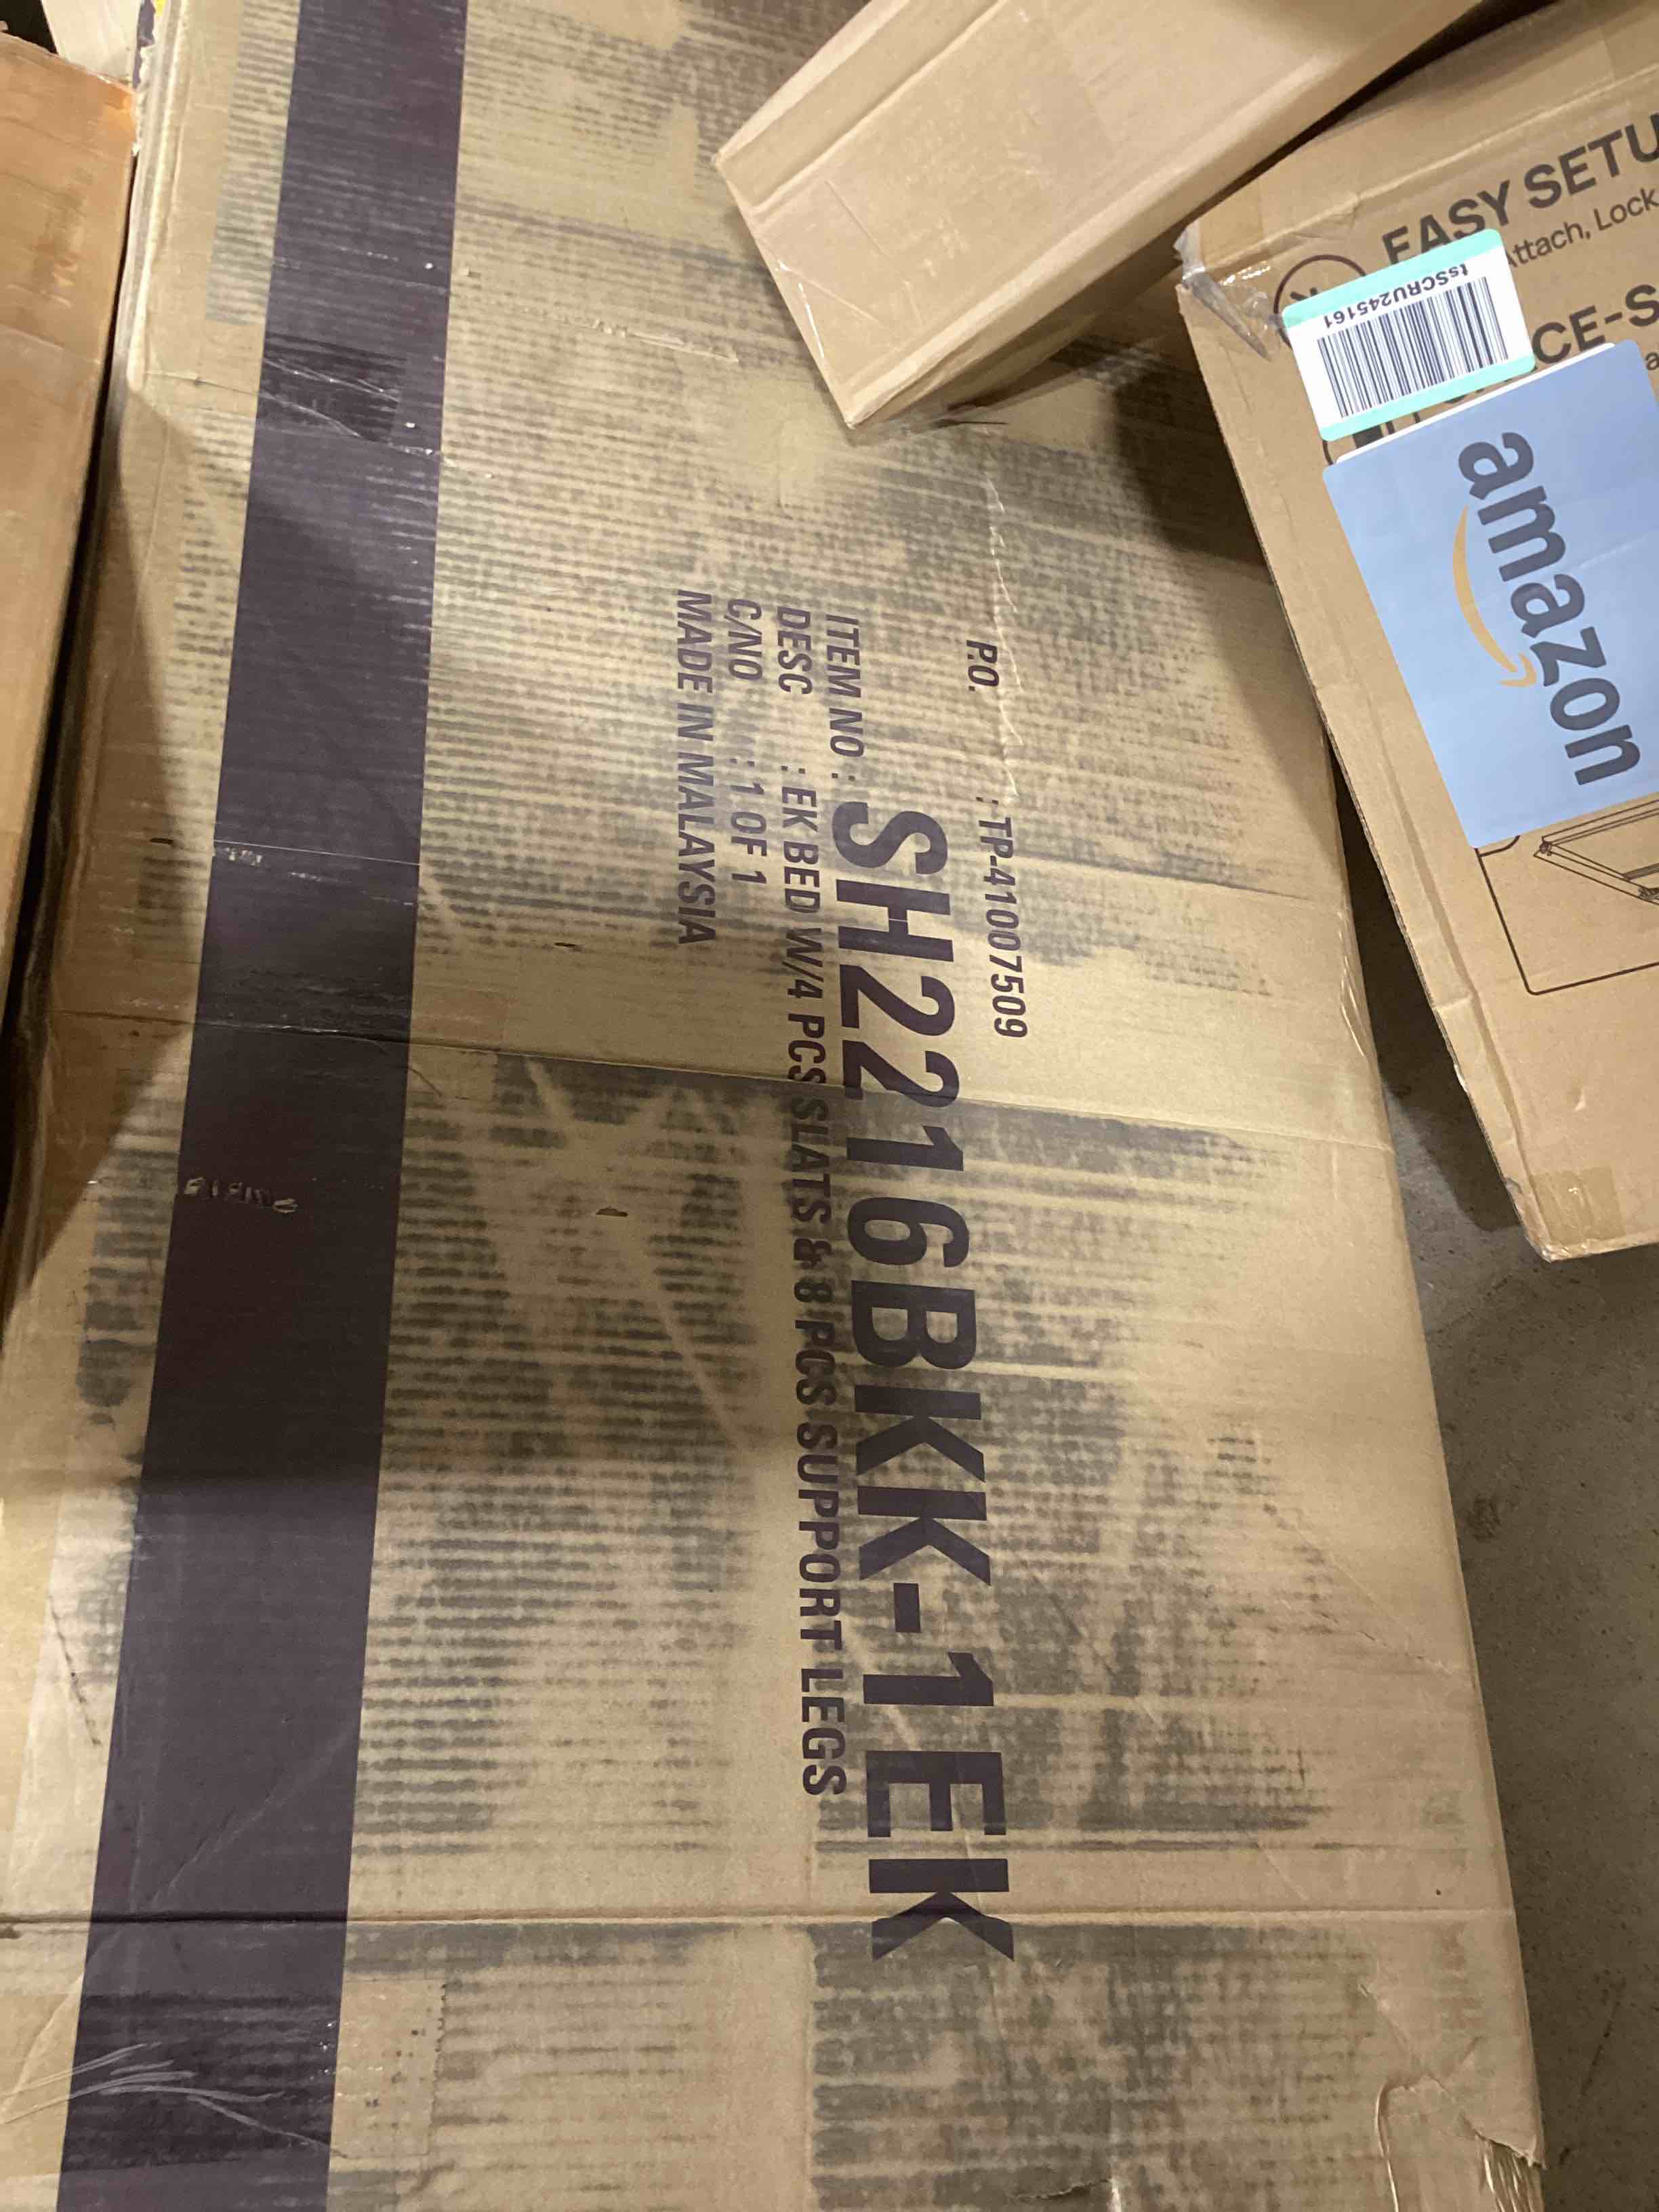 P.O. : TP-41007509
ITEM NO : SH2216BKK-1EK
DESC : EK BED W/4 PCS SLATS & 8 PCS SUPPORT LEGS
C/NO : 1 OF 1
MADE IN MALAYSIA
EASY SETU
Attach, Lock
CE-S
tsSCRU245161
amazon